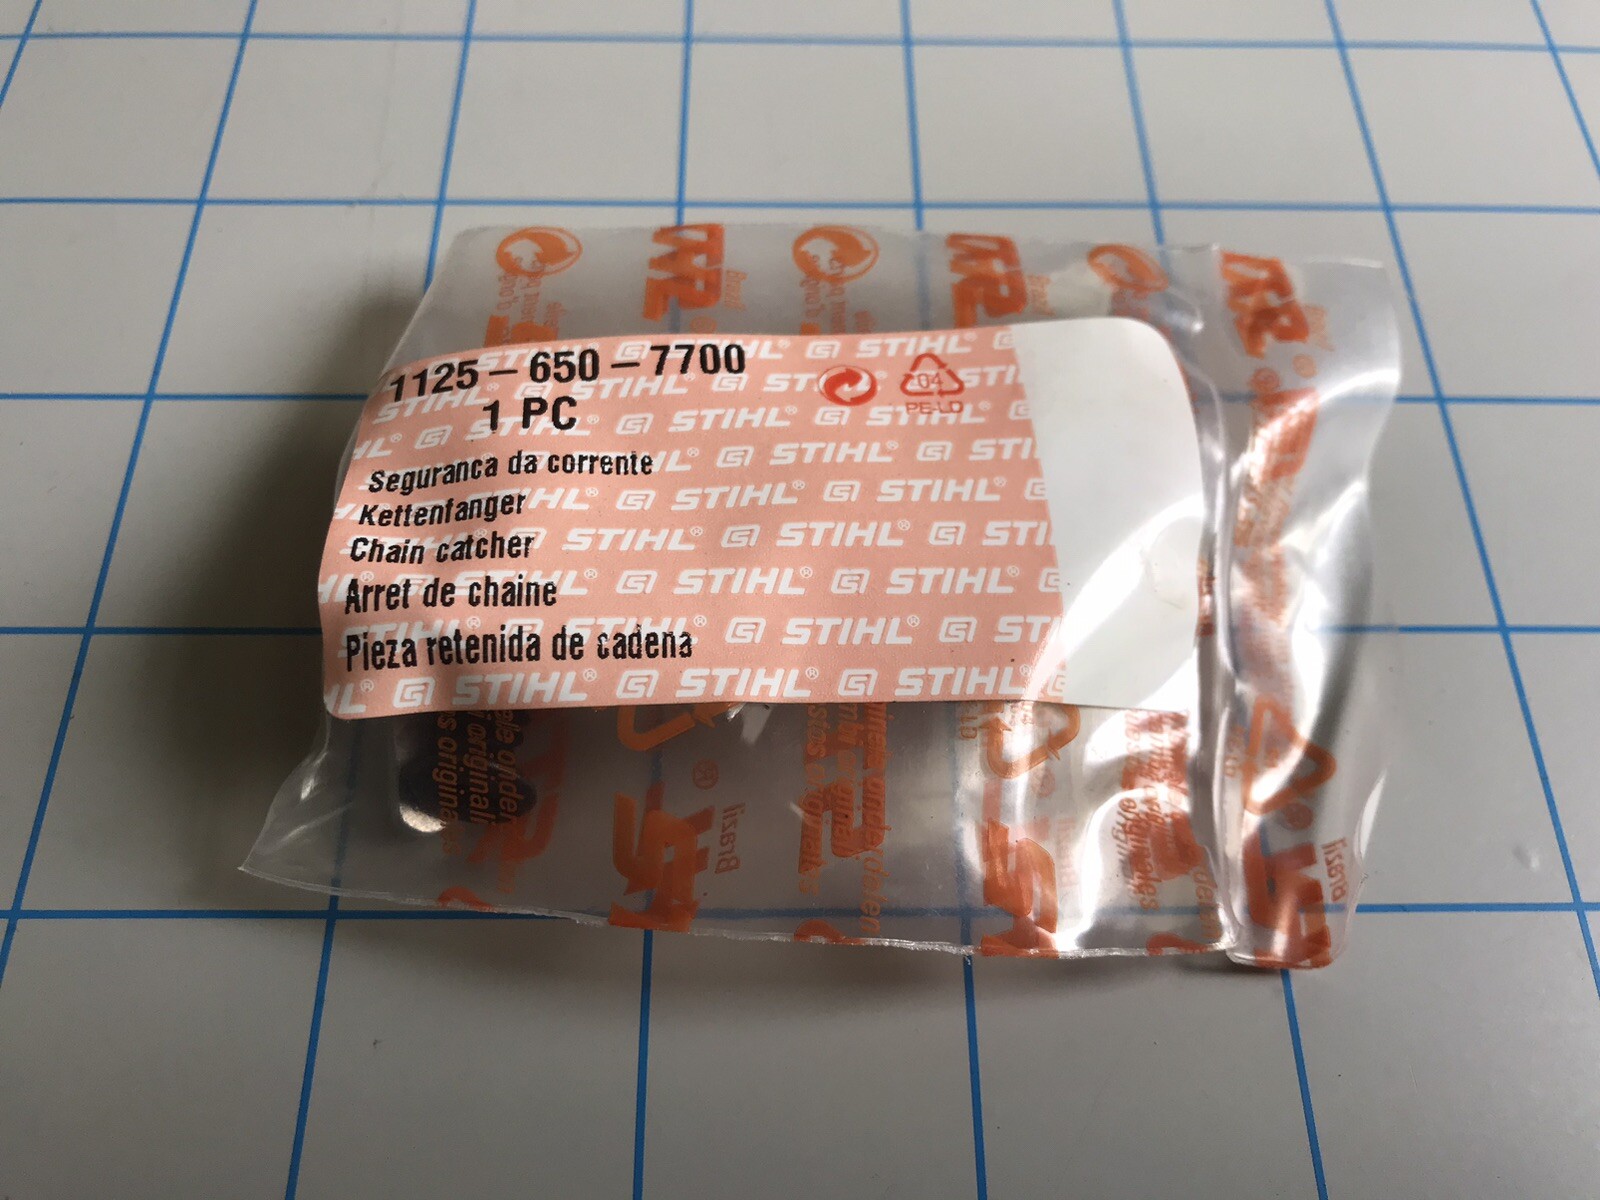 1125-650-7700
1 PC
Seguranca da corrente
Kettenfanger
Chain catcher
Arret de chaine
Pieza retenida de cadena
04
PE-LD
STIHL®
Brasil